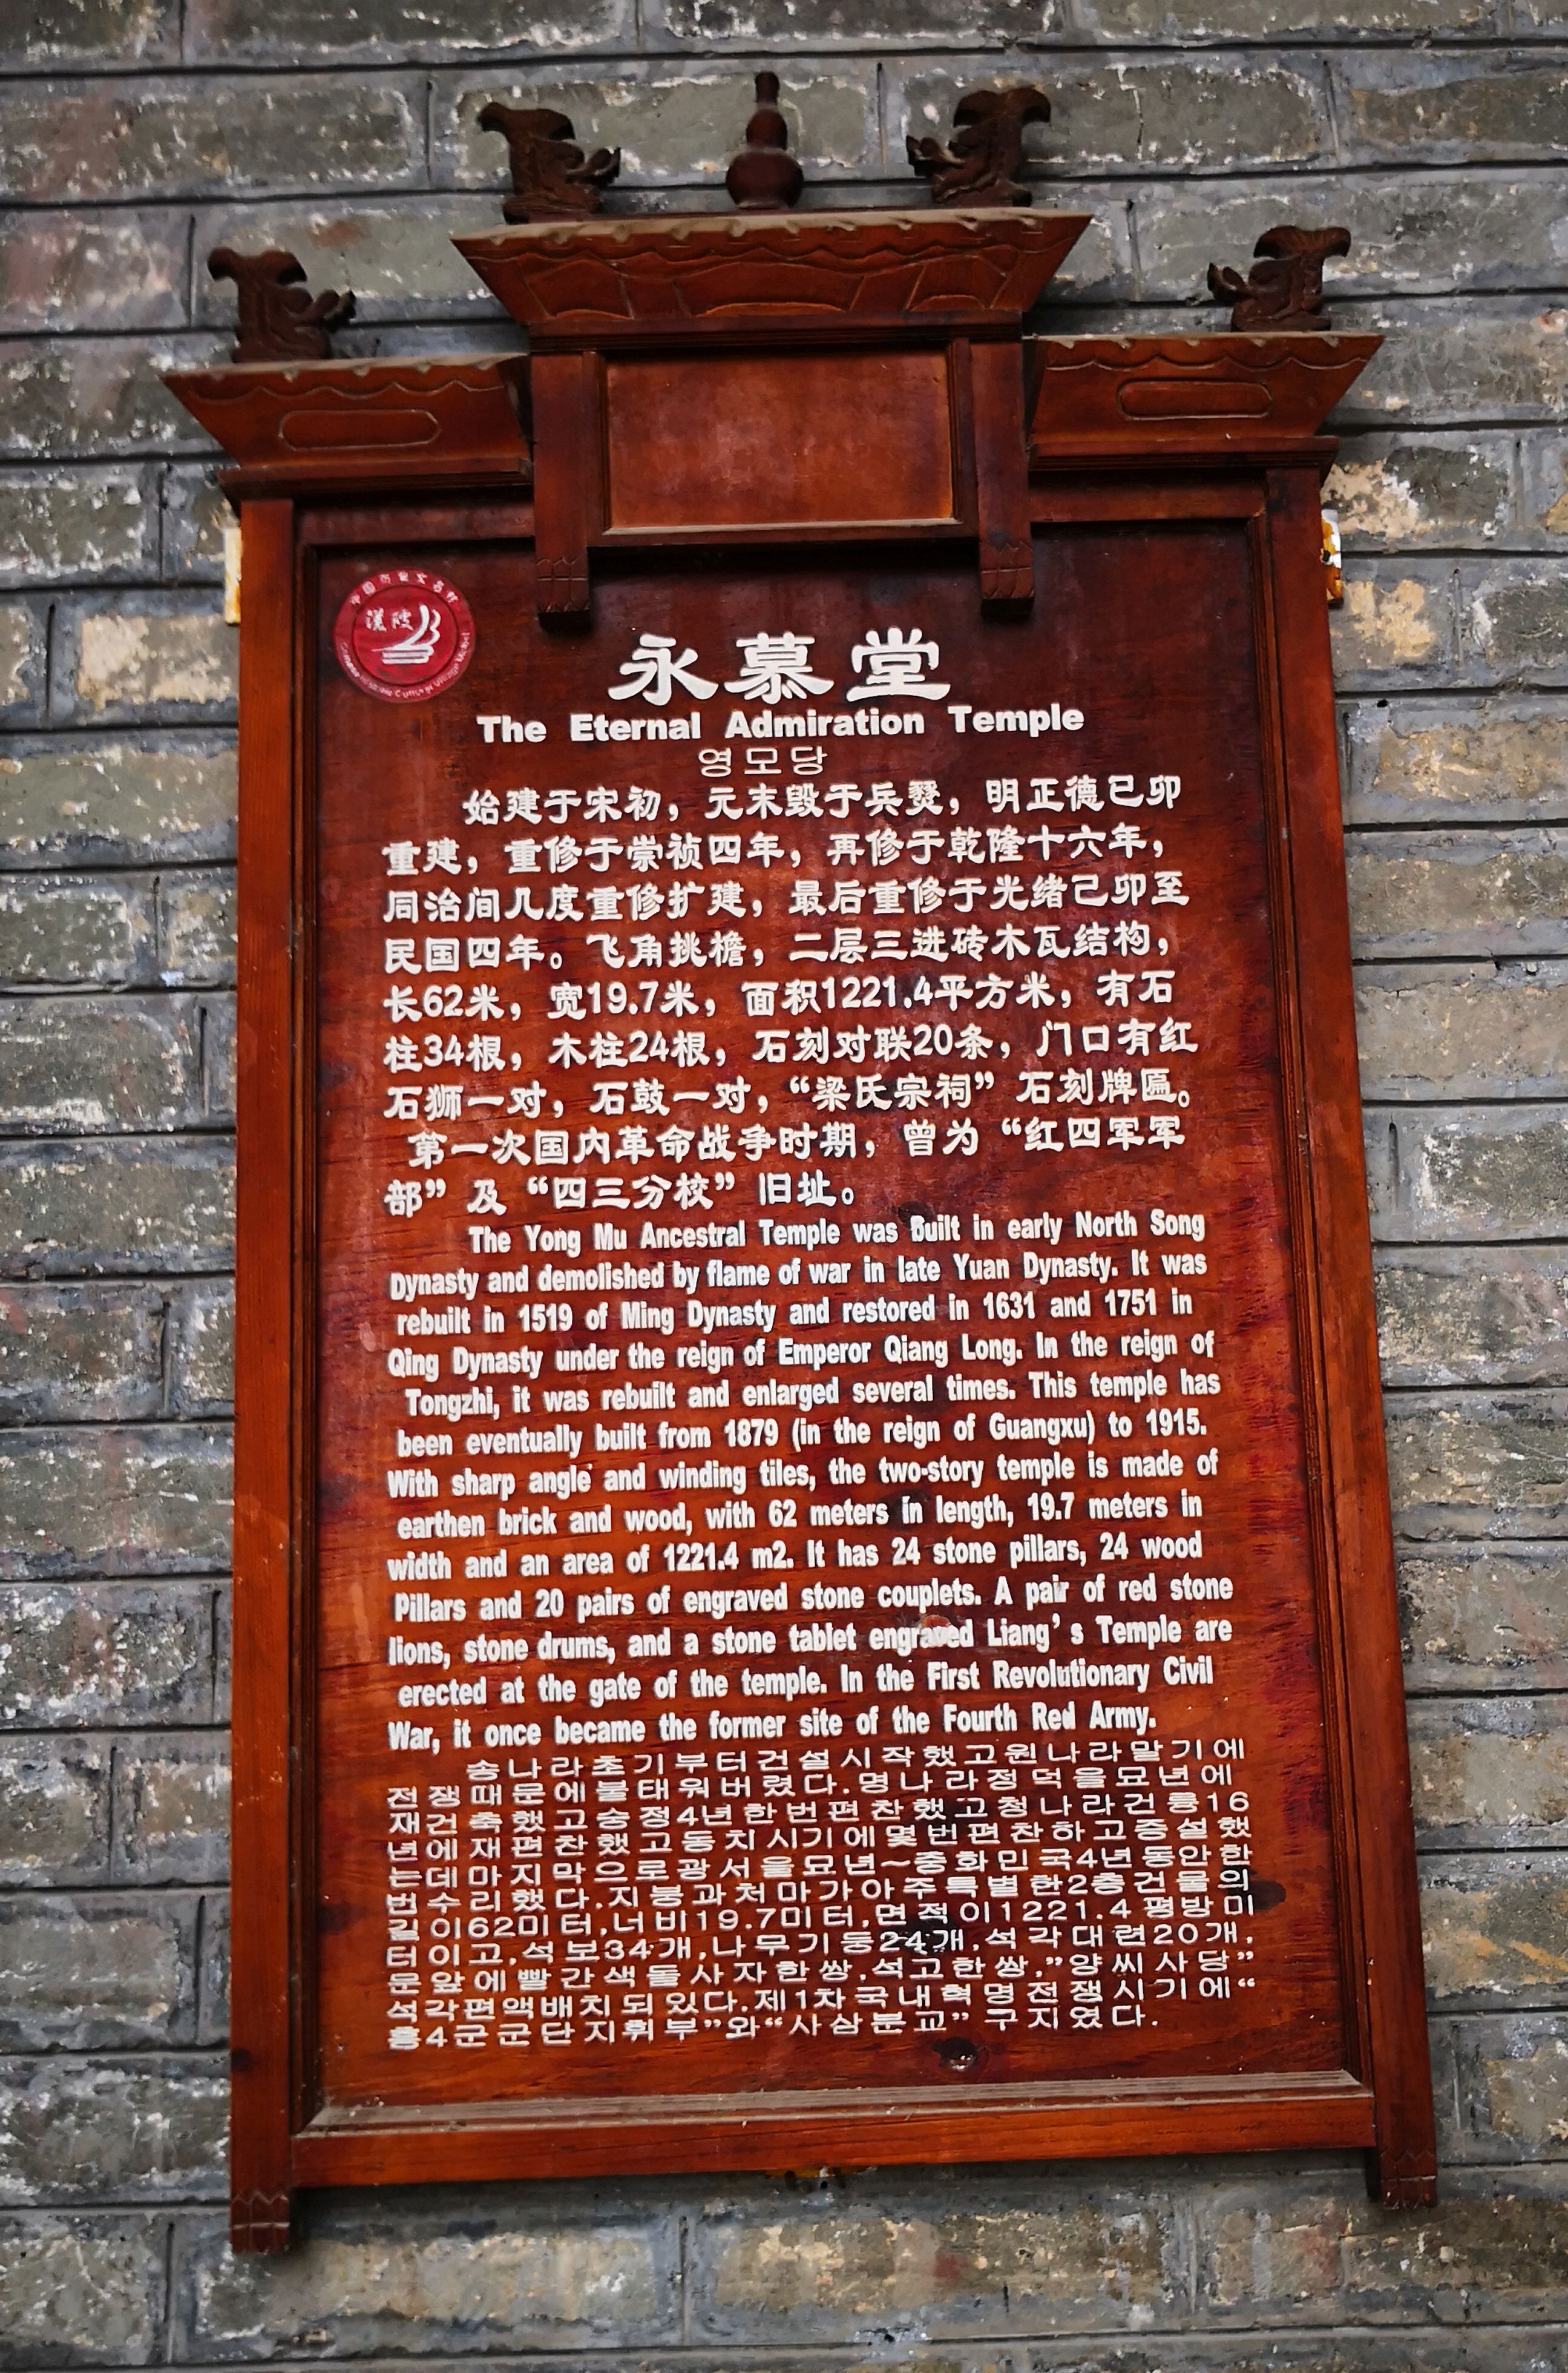 中国历史文化名村
渼陂
永慕堂
The Eternal Admiration Temple
영모당
始建于宋初，元末毁于兵燹，明正德已卯
重建，重修于崇祯四年，再修于乾隆十六年，
同治间几度重修扩建，最后重修于光绪己卯至
民国四年。飞角挑檐，二层三进砖木瓦结构，
长62米，宽19.7米，面积1221.4平方米，有石
柱34根，木柱24根，石刻对联20条，门口有红
石狮一对，石鼓一对，“梁氏宗祠”石刻牌匾。
第一次国内革命战争时期，曾为“红四军军
部”及“四三分校”旧址。
The Yong Mu Ancestral Temple was Built in early North Song
Dynasty and demolished by flame of war in late Yuan Dynasty. It was
rebuilt in 1519 of Ming Dynasty and restored in 1631 and 1751 in
Qing Dynasty under the reign of Emperor Qiang Long. In the reign of
Tongzhi, it was rebuilt and enlarged several times. This temple has
been eventually built from 1879 (in the reign of Guangxu) to 1915.
With sharp angle and winding tiles, the two-story temple is made of
earthen brick and wood, with 62 meters in length, 19.7 meters in
width and an area of 1221.4 m2. It has 24 stone pillars, 24 wood
Pillars and 20 pairs of engraved stone couplets. A pair of red stone
lions, stone drums, and a stone tablet engraved Liang’s Temple are
erected at the gate of the temple. In the First Revolutionary Civil
War, it once became the former site of the Fourth Red Army.
송나라초기부터건설시작했고원나라말기에
전쟁때문에불태워버렸다.명나라정덕을묘년에
재건축했고숭정4년한번편찬했고청나라건륭16
년에재편찬했고동치시기에몇번편찬하고증설했
는데마지막으로광서을묘년~중화민국4년동안한
번수리했다.지붕과처마가아주특별한2층건물의
길이62미터,너비19.7미터,면적이1221.4평방미
터이고,석보34개,나무기둥24개,석각대련20개,
문앞에빨간색돌사자한쌍,석고한쌍,”양씨사당”
석각편액배치되있다.제1차국내혁명전쟁시기에“
홍4군군단지휘부”와“사삼분교”구지였다.